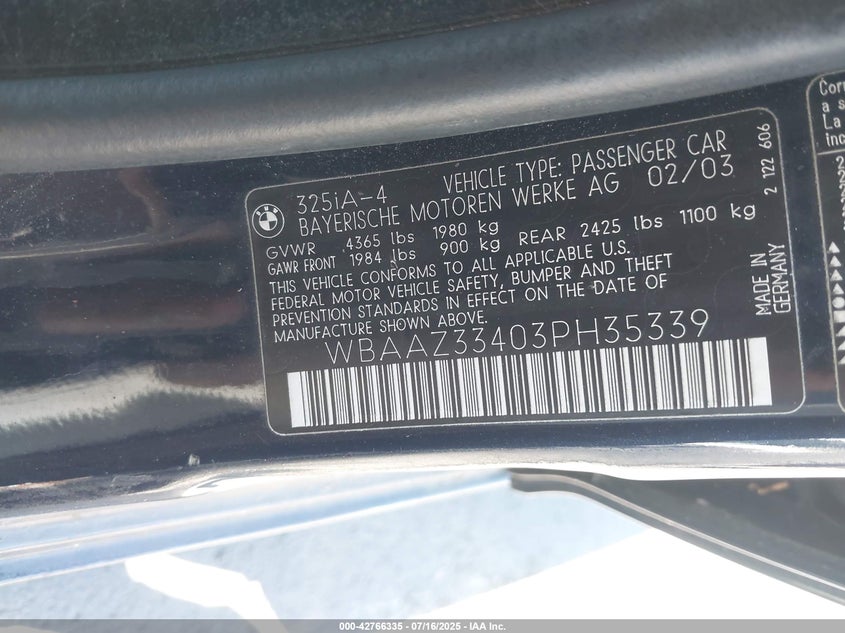 325iA-4 VEHICLE TYPE: PASSENGER CAR
BAYERISCHE MOTOREN WERKE AG 02/03
GVWR 4365 lbs 1980 kg
GAWR FRONT 1984 lbs 900 kg REAR 2425 lbs 1100 kg
THIS VEHICLE CONFORMS TO ALL APPLICABLE U.S.
FEDERAL MOTOR VEHICLE SAFETY, BUMPER AND THEFT
PREVENTION STANDARDS IN EFFECT ON THE DATE OF
MANUFACTURE SHOWN ABOVE.
WBAAZ33403PH35339
2 122 606
MADE IN
GERMANY
BMW
a s
La
000-42766335 - 07/16/2025 - IAA Inc.